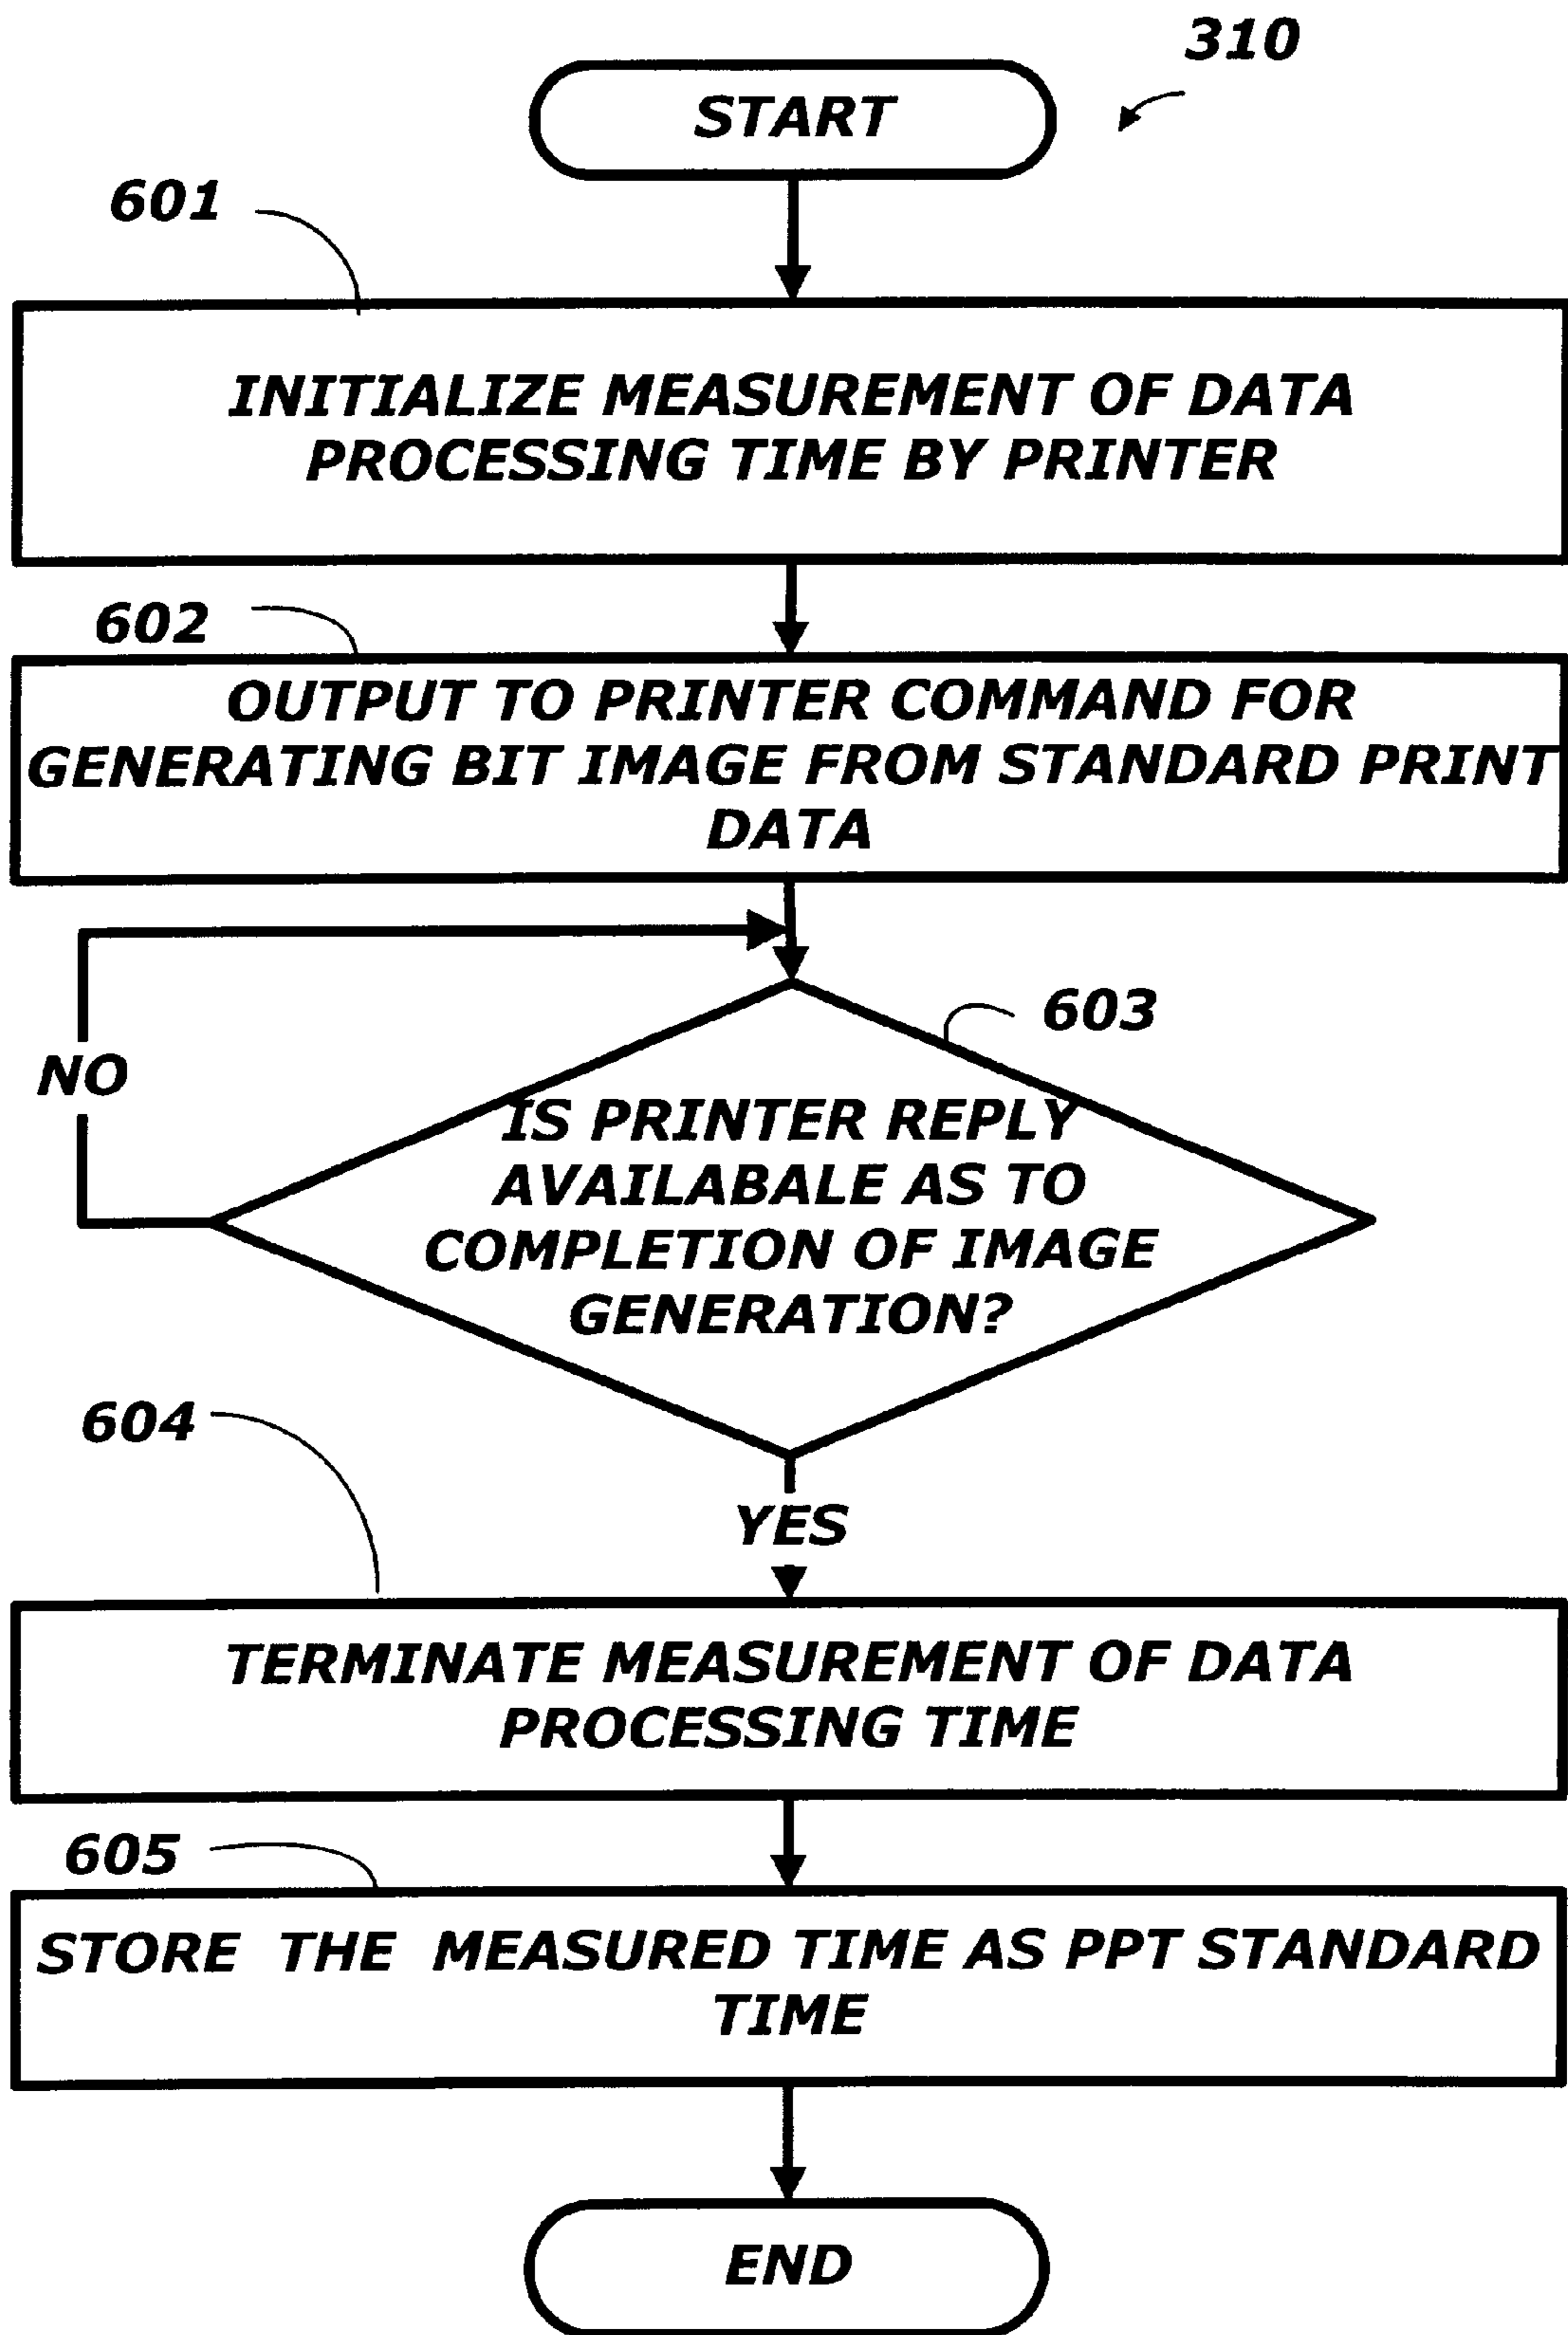 310
START
601
INITIALIZE MEASUREMENT OF DATA
PROCESSING TIME BY PRINTER
602
OUTPUT TO PRINTER COMMAND FOR
GENERATING BIT IMAGE FROM STANDARD PRINT
DATA
603
NO
IS PRINTER REPLY
AVAILABALE AS TO
COMPLETION OF IMAGE
GENERATION?
604
YES
TERMINATE MEASUREMENT OF DATA
PROCESSING TIME
605
STORE THE MEASURED TIME AS PPT STANDARD
TIME
END